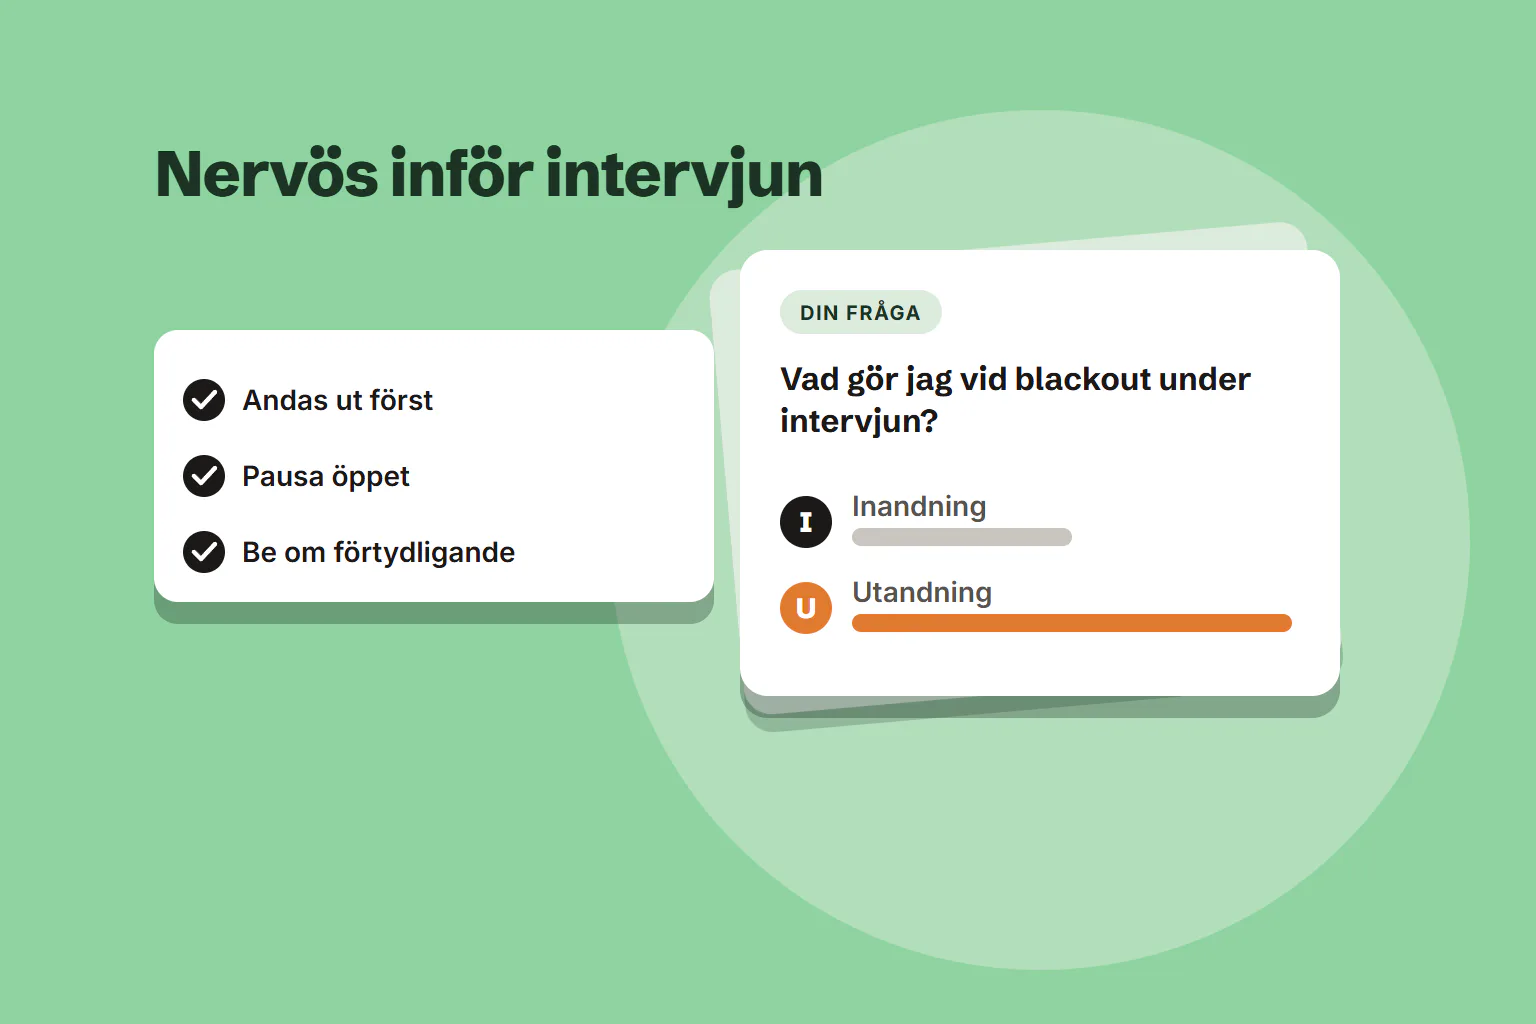 Nervös inför intervjun
Andas ut först
Pausa öppet
Be om förtydligande
DIN FRÅGA
Vad gör jag vid blackout under
intervjun?
I
Inandning
U
Utandning